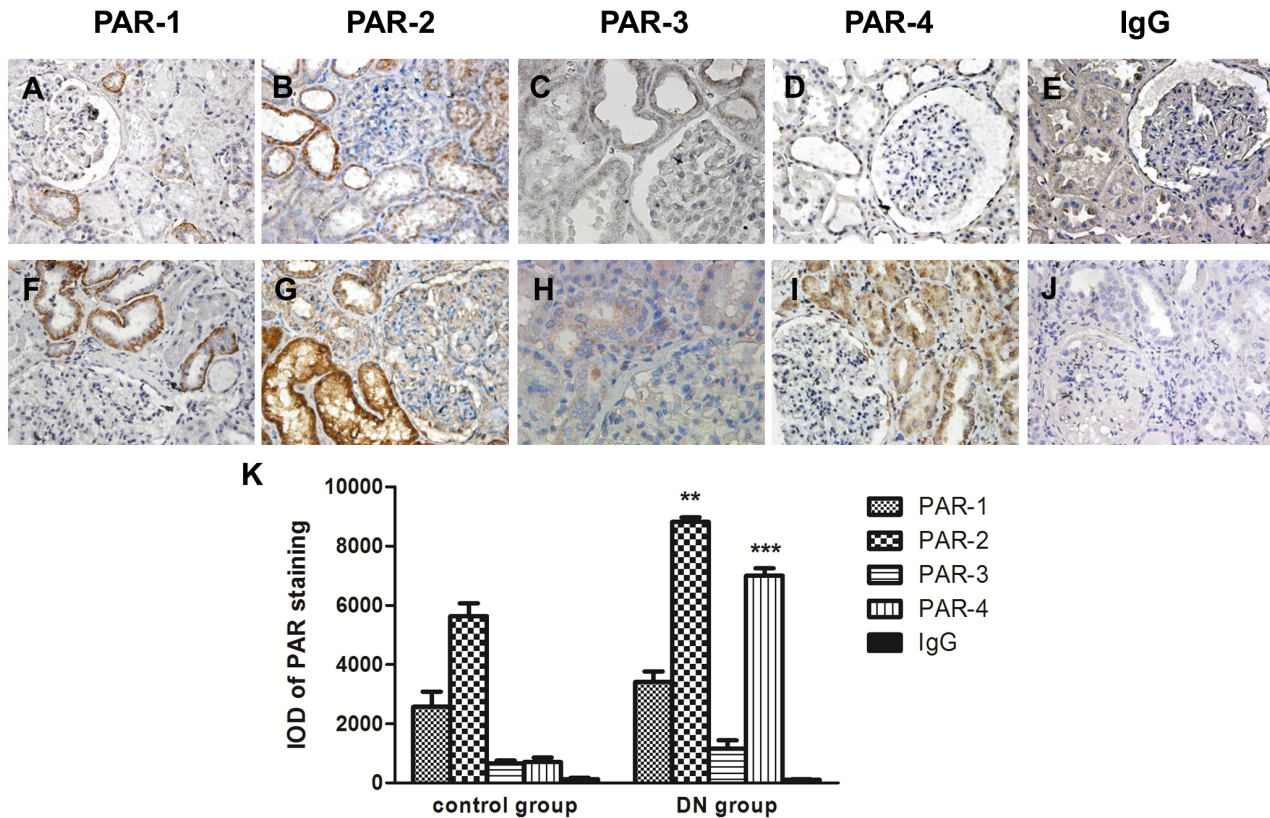 PAR-1 PAR-2 PAR-3 PAR-4 IgG
A B C D E
F G H I J
K
IOD of PAR staining
10000
8000
6000
4000
2000
0
**
***
control group DN group
PAR-1
PAR-2
PAR-3
PAR-4
IgG